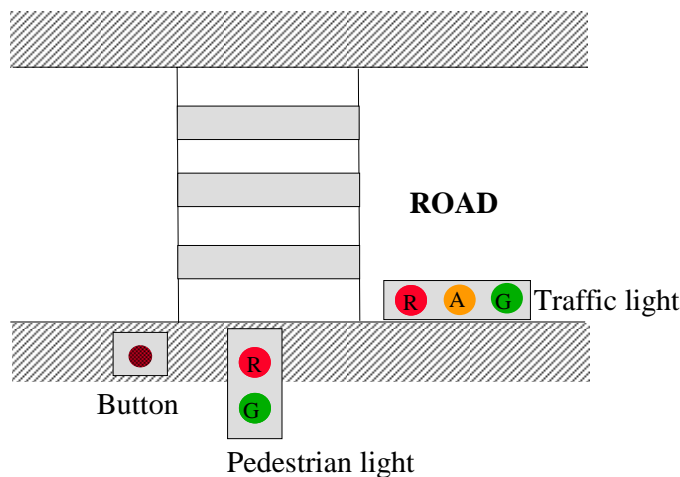 ROAD
R A G Traffic light
R
Button
G
Pedestrian light